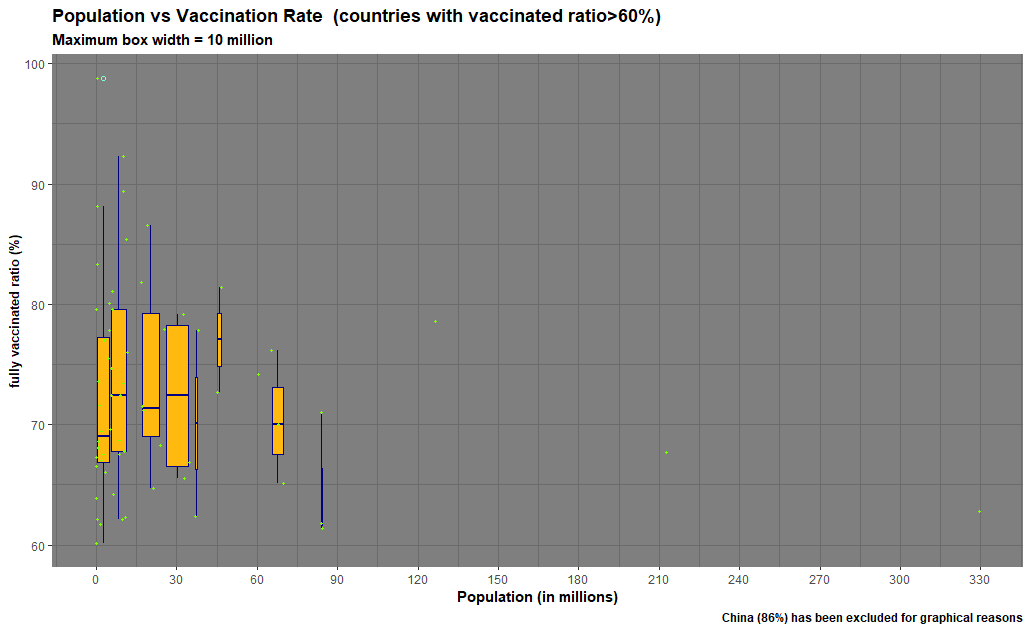 Population vs Vaccination Rate  (countries with vaccinated ratio>60%)
Maximum box width = 10 million
100
90
80
70
60
fully vaccinated ratio (%)
0 30 60 90 120 150 180 210 240 270 300 330
Population (in millions)
China (86%) has been excluded for graphical reasons